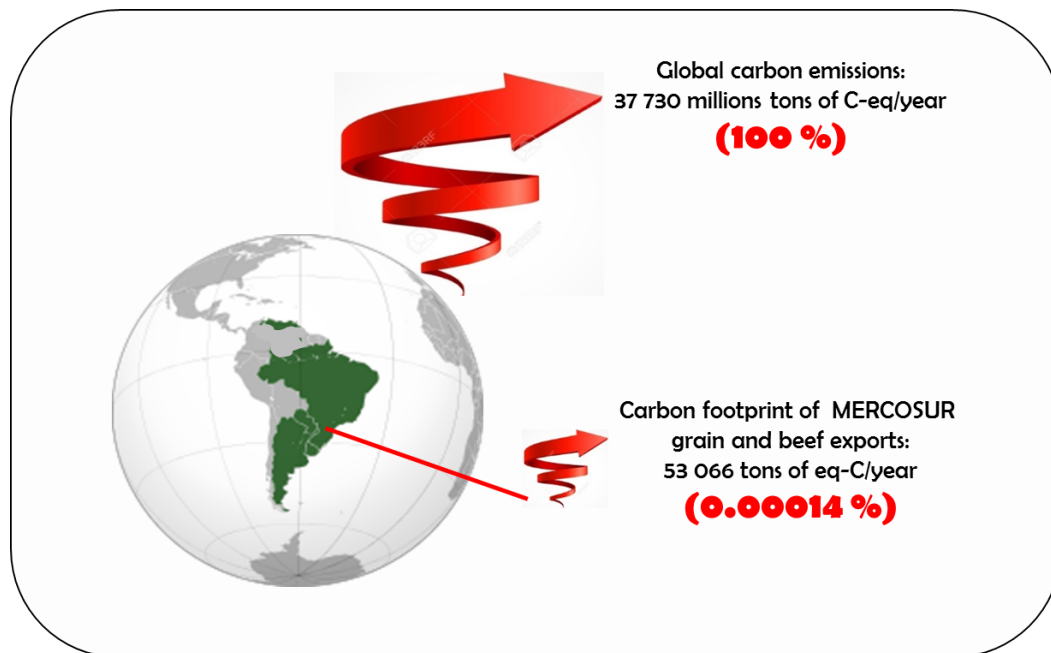 Global carbon emissions:
37 730 millions tons of C-eq/year
(100 %)
Carbon footprint of MERCOSUR
grain and beef exports:
53 066 tons of eq-C/year
(0.00014 %)